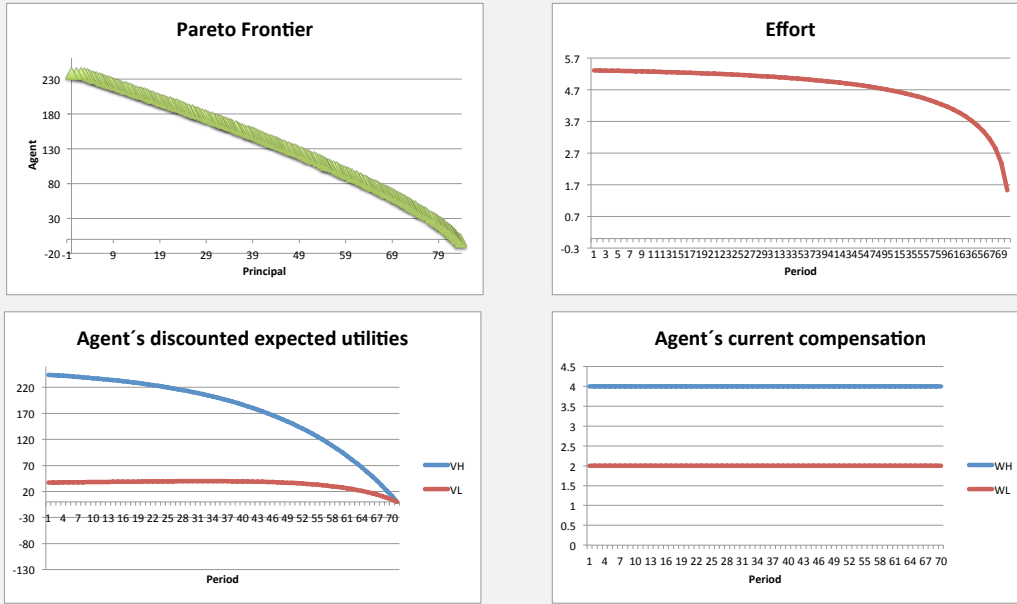 Pareto Frontier
230
180
130
80
30
-20
Agent
-1 9 19 29 39 49 59 69 79
Principal
Effort
5.7
4.7
3.7
2.7
1.7
0.7
-0.3
1 3 5 7 9 111315171921232527293133353739414345474951535557596163656769
Period
Agent´s discounted expected utilities
220
170
120
70
20
-30
-80
-130
1 4 7 10 13 16 19 22 25 28 31 34 37 40 43 46 49 52 55 58 61 64 67 70
Period
VH
VL
Agent´s current compensation
4.5
4
3.5
3
2.5
2
1.5
1
0.5
0
1 4 7 10 13 16 19 22 25 28 31 34 37 40 43 46 49 52 55 58 61 64 67 70
Period
WH
WL